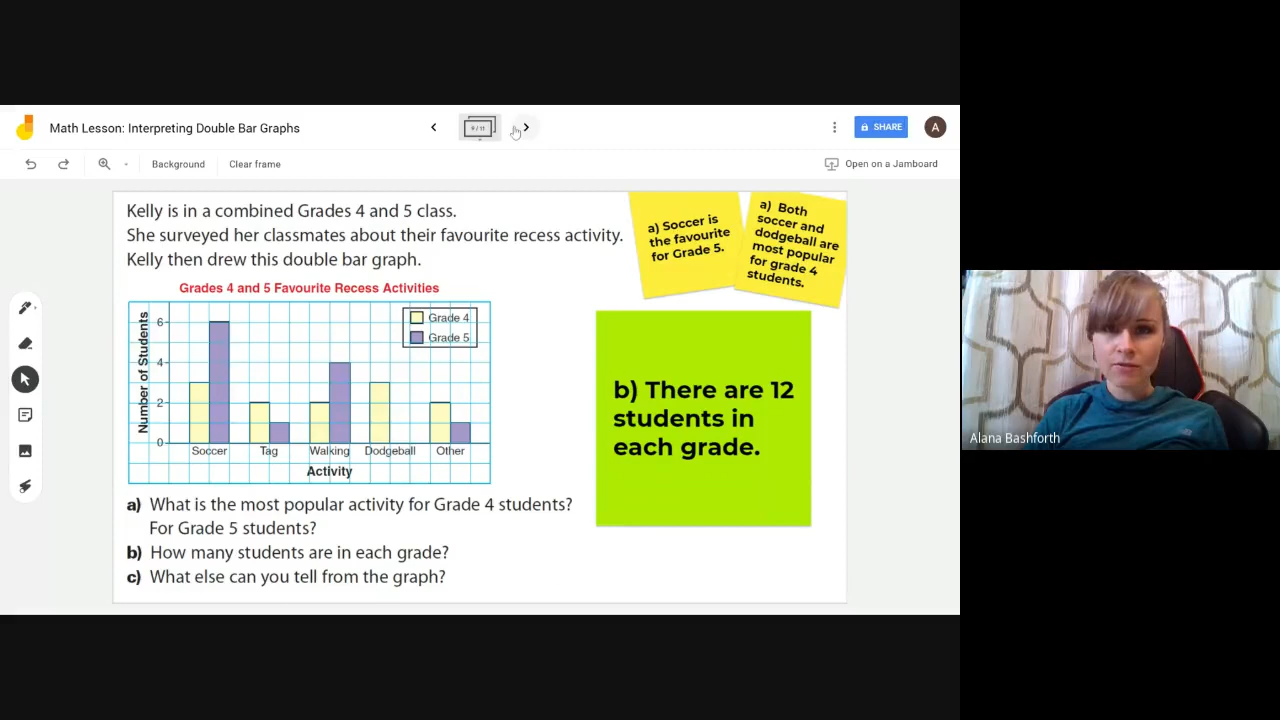 Math Lesson: Interpreting Double Bar Graphs
9 / 11
SHARE
A
Background
Clear frame
Open on a Jamboard
Kelly is in a combined Grades 4 and 5 class.
She surveyed her classmates about their favourite recess activity.
Kelly then drew this double bar graph.
a) Soccer is
the favourite
for Grade 5.
a) Both
soccer and
dodgeball are
most popular
for grade 4
students.
Grades 4 and 5 Favourite Recess Activities
Number of Students
6
4
2
0
Grade 4
Grade 5
Soccer
Tag
Walking
Dodgeball
Other
Activity
b) There are 12
students in
each grade.
a) What is the most popular activity for Grade 4 students?
For Grade 5 students?
b) How many students are in each grade?
c) What else can you tell from the graph?
Alana Bashforth